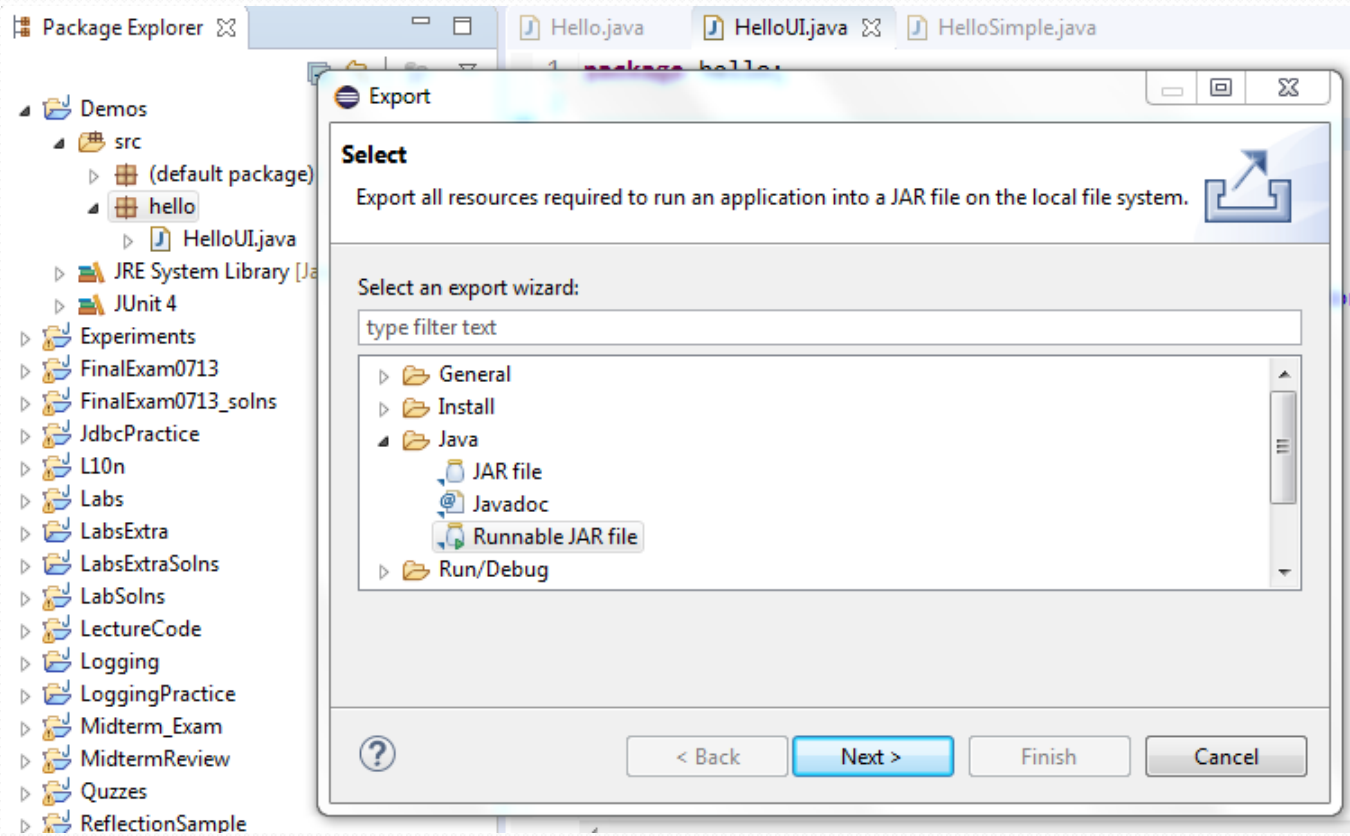 Package Explorer
Hello.java
HelloUI.java
HelloSimple.java
1 package hello;
Demos
src
(default package)
hello
HelloUI.java
JRE System Library [Ja
JUnit 4
Experiments
FinalExam0713
FinalExam0713_solns
JdbcPractice
L10n
Labs
LabsExtra
LabsExtraSolns
LabSolns
LectureCode
Logging
LoggingPractice
Midterm_Exam
MidtermReview
Quzzes
ReflectionSample
Export
Select
Export all resources required to run an application into a JAR file on the local file system.
Select an export wizard:
type filter text
General
Install
Java
JAR file
Javadoc
Runnable JAR file
Run/Debug
< Back
Next >
Finish
Cancel